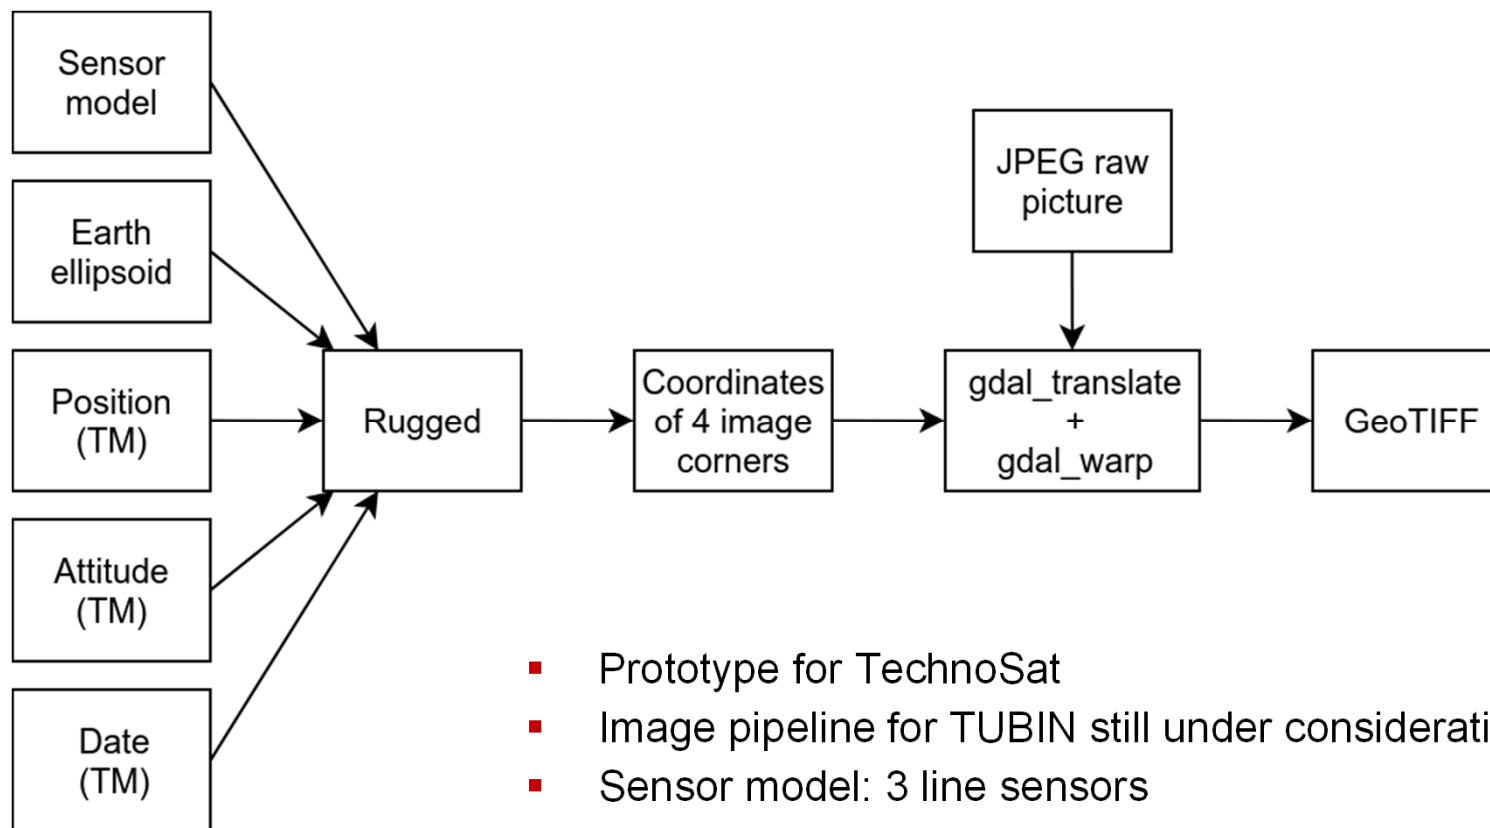 Sensor
model
Earth
ellipsoid
Position
(TM)
Attitude
(TM)
Date
(TM)
Rugged
Coordinates
of 4 image
corners
JPEG raw
picture
gdal_translate
+
gdal_warp
GeoTIFF
▪ Prototype for TechnoSat
▪ Image pipeline for TUBIN still under considerati
▪ Sensor model: 3 line sensors